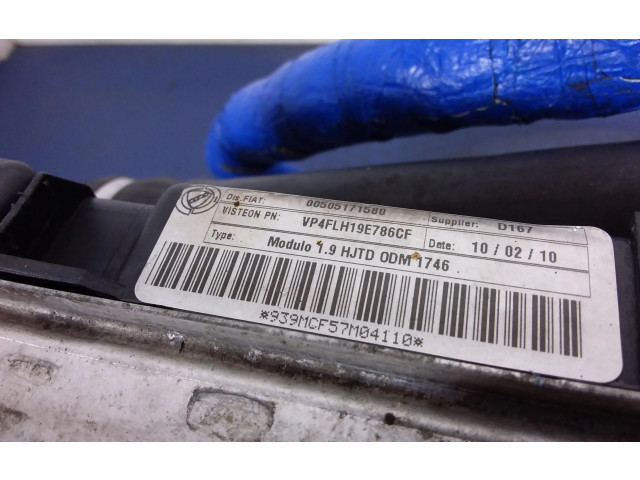 Dis.FIAT: 00505171580 Supplier: D167
VISTEON PN: VP4FLH19E786CF Date: 10 / 02 / 10
Type: Modulo 1.9 HJTD ODM 1746
*939MCF57M04110*